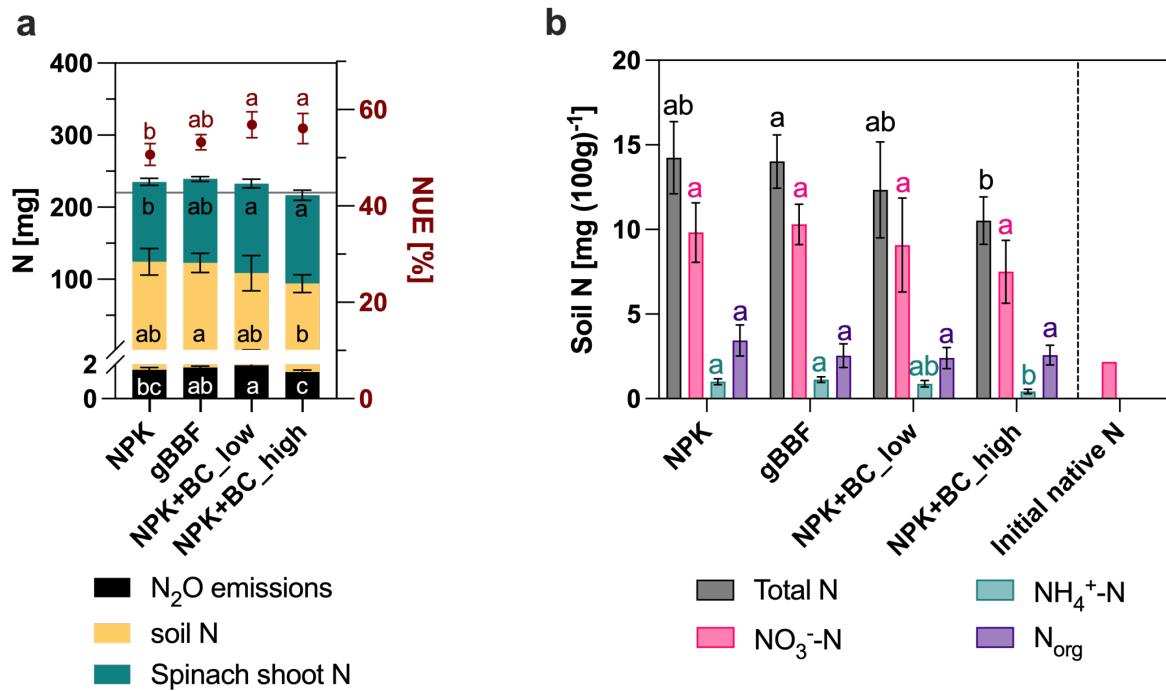 a
N [mg]
400
300
200
100
2
0
NUE [%]
60
40
20
0
b ab a a
b ab a a
ab a ab b
bc ab a c
NPK
gBBF
NPK+BC_low
NPK+BC_high
N₂O emissions
soil N
Spinach shoot N
b
Soil N [mg (100g)⁻¹]
20
15
10
5
0
ab a ab b
a a a a
a a ab b
a a a a
NPK
gBBF
NPK+BC_low
NPK+BC_high
Initial native N
Total N
NO₃⁻-N
NH₄⁺-N
Nₒᵣg